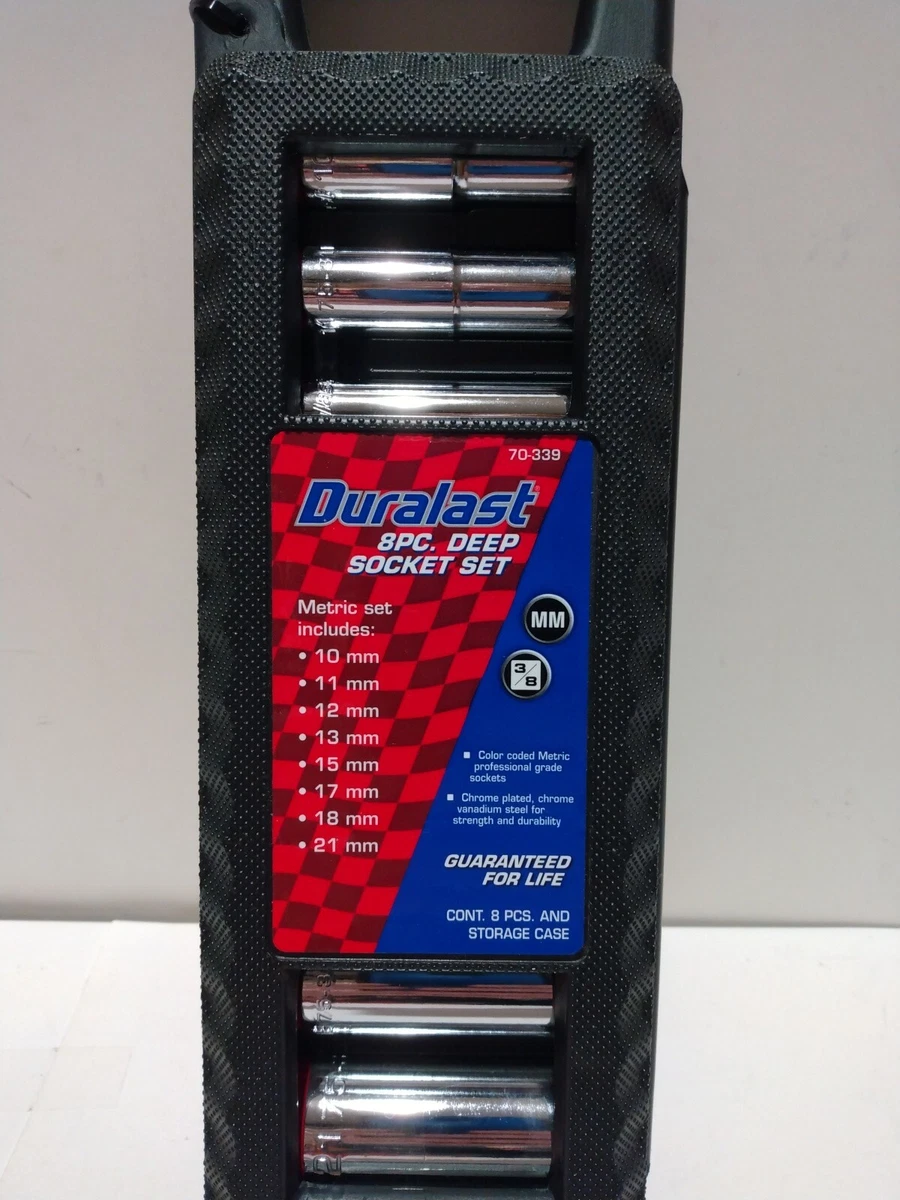 70-339
Duralast®
8PC. DEEP
SOCKET SET
Metric set
includes:
• 10 mm
• 11 mm
• 12 mm
• 13 mm
• 15 mm
• 17 mm
• 18 mm
• 21 mm
MM
3/8
■ Color coded Metric
professional grade
sockets
■ Chrome plated, chrome
vanadium steel for
strength and durability
GUARANTEED
FOR LIFE
CONT. 8 PCS. AND
STORAGE CASE
21